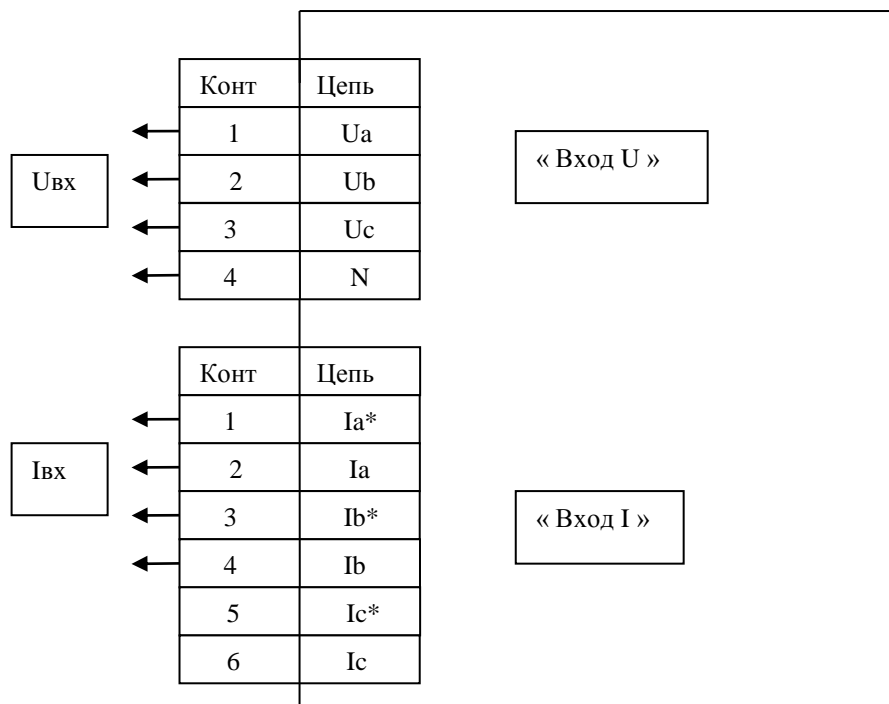 Конт Цепь
1 Ua
2 Ub
3 Uc
4 N
Uвх
« Вход U »
Конт Цепь
1 Ia*
2 Ia
3 Ib*
4 Ib
5 Ic*
6 Ic
Iвх
« Вход I »